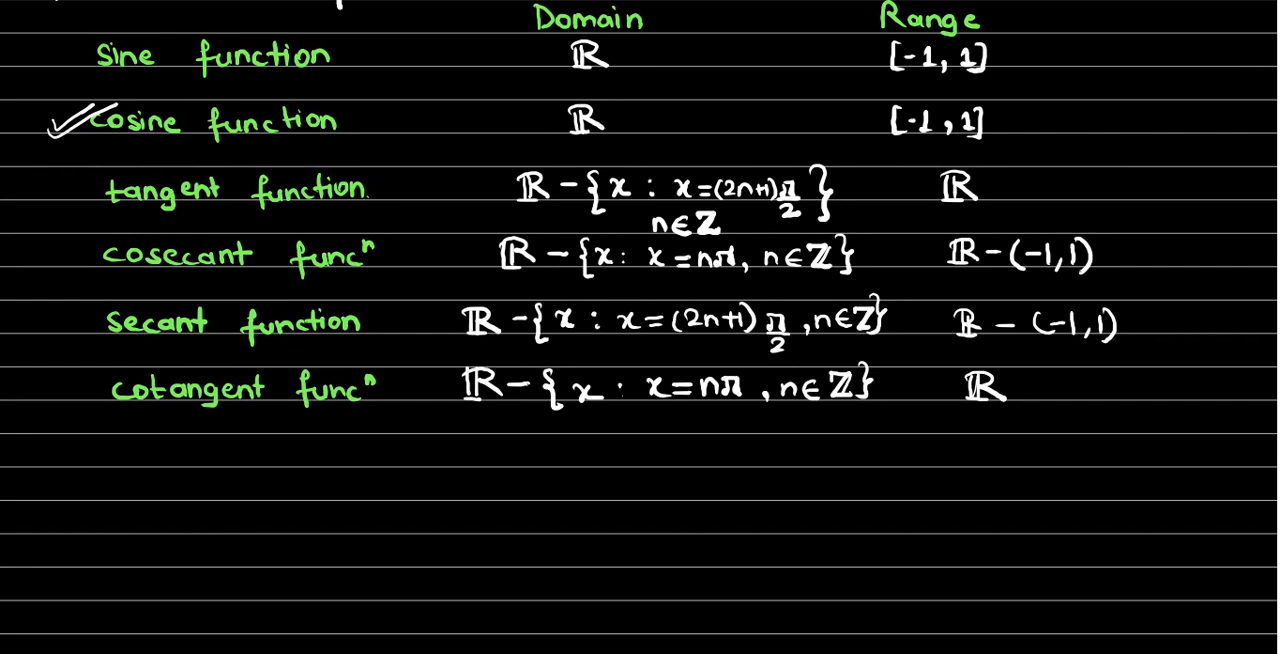 Domain Range
Sine function ℝ [-1, 1]
Cosine function ℝ [-1, 1]
tangent function. ℝ - {x : x = (2n+1)π/2} ℝ
n∈ℤ
cosecant funcⁿ ℝ - {x: x = nπ, n∈ℤ} ℝ - (-1, 1)
Secant function ℝ - {x : x = (2n+1) π/2, n∈ℤ} ℝ - (-1, 1)
cotangent funcⁿ ℝ - {x : x = nπ, n∈ℤ} ℝ